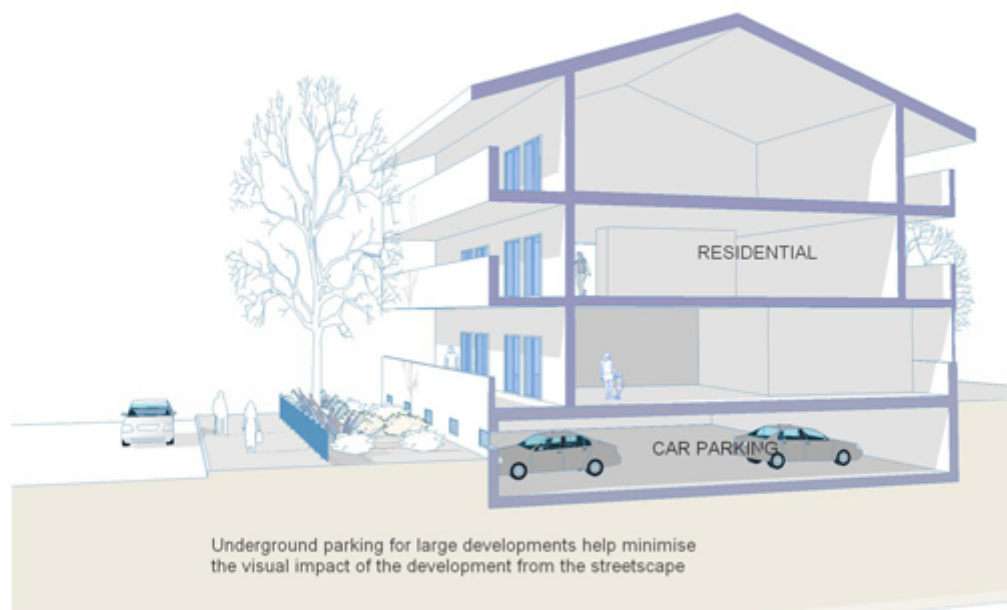 RESIDENTIAL
CAR PARKING
Underground parking for large developments help minimise
the visual impact of the development from the streetscape